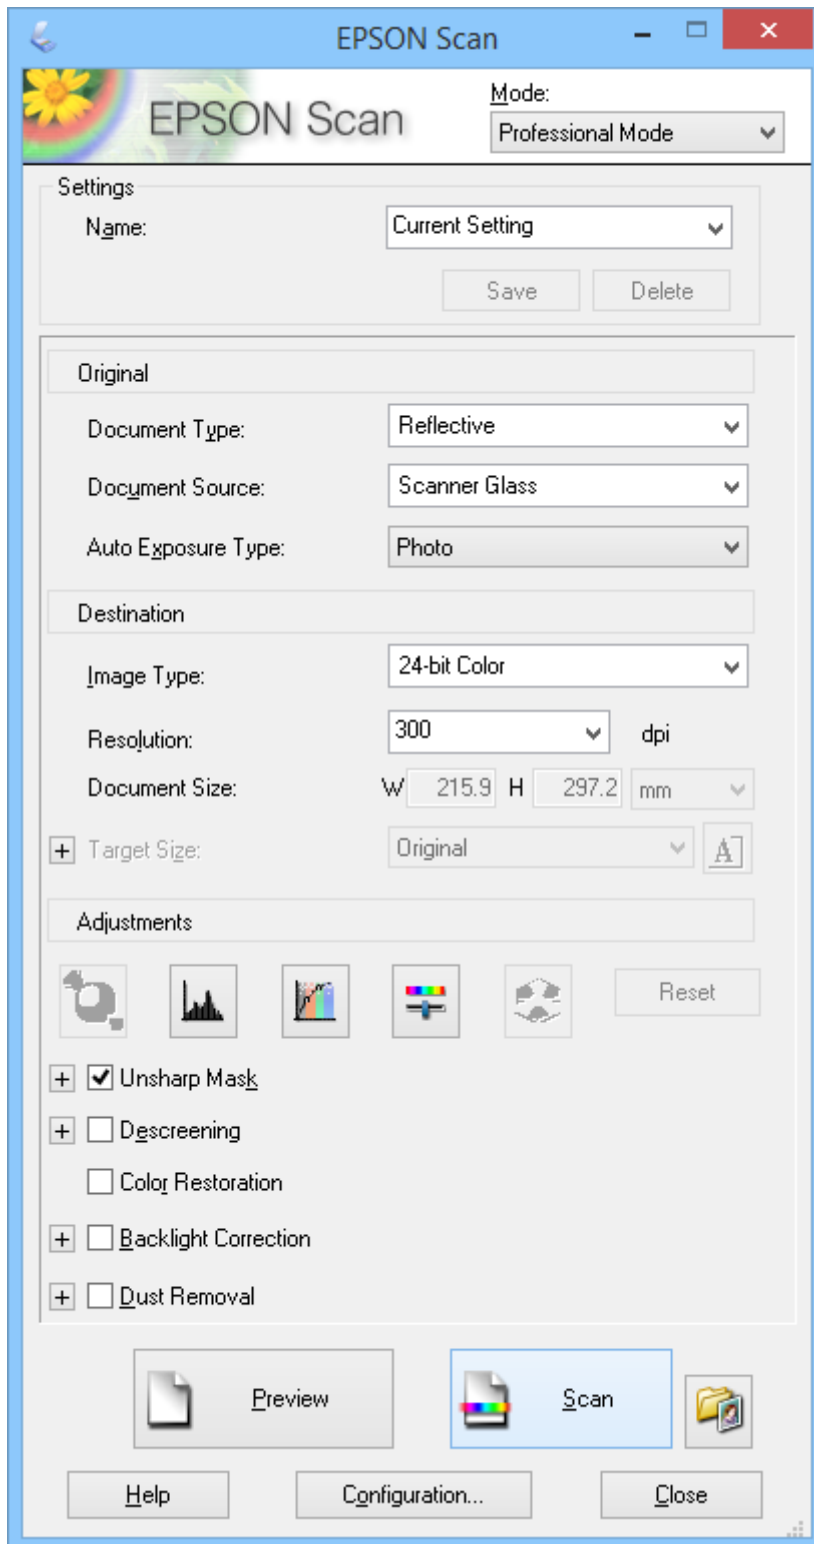 EPSON Scan
EPSON Scan
Mode:
Professional Mode
Settings
Name:
Current Setting
Save
Delete
Original
Document Type:
Reflective
Document Source:
Scanner Glass
Auto Exposure Type:
Photo
Destination
Image Type:
24-bit Color
Resolution:
300
dpi
Document Size:
W 215.9 H 297.2 mm
+ Target Size:
Original
A
Adjustments
Reset
+ Unsharp Mask
+ Descreening
Color Restoration
+ Backlight Correction
+ Dust Removal
Preview
Scan
Help
Configuration...
Close